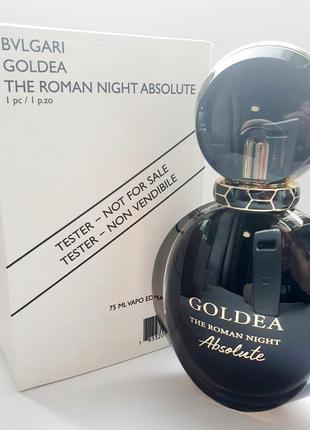 BVLGARI
GOLDEA
THE ROMAN NIGHT ABSOLUTE
1 pc / 1 p.zo
TESTER – NOT FOR SALE
TESTER – NON VENDIBILE
75 ML VAPO
GOLDEA
THE ROMAN NIGHT
Absolute